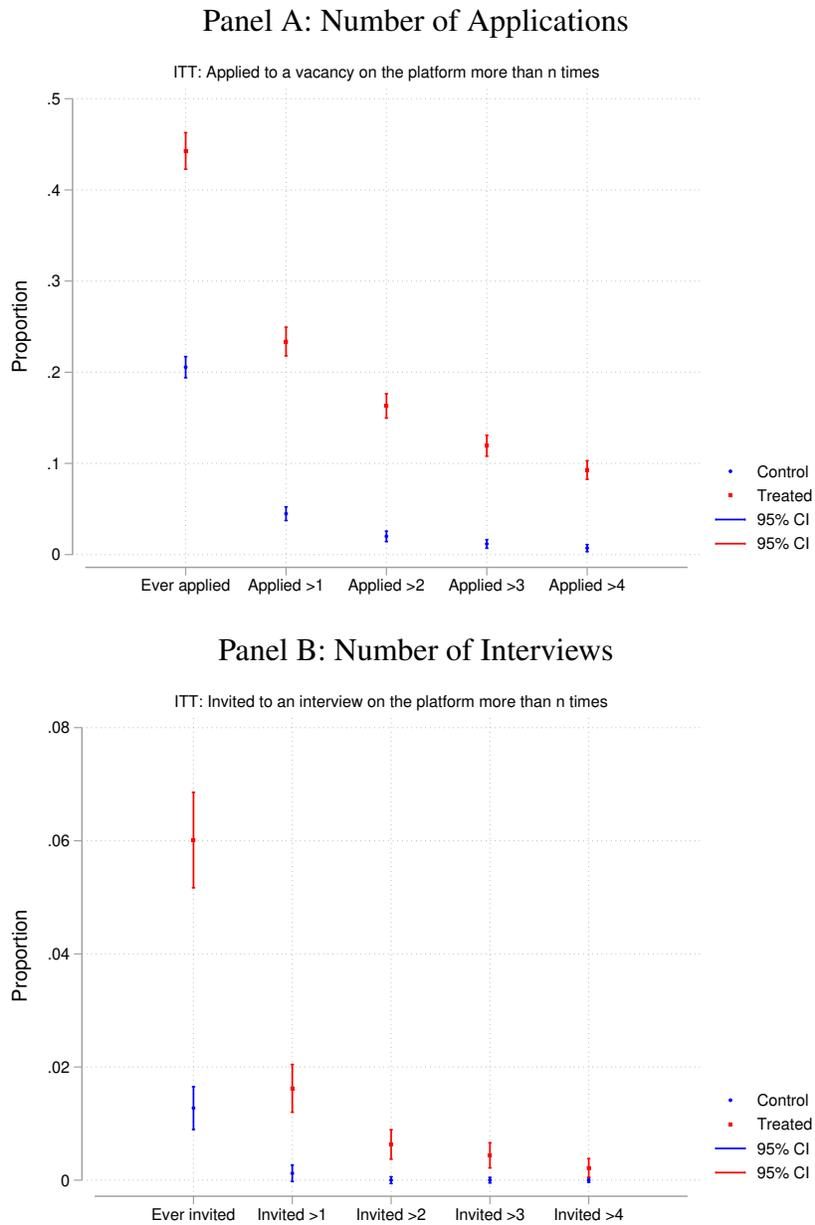 Panel A: Number of Applications
ITT: Applied to a vacancy on the platform more than n times
.5
.4
.3
.2
.1
0
Proportion
Ever applied Applied >1 Applied >2 Applied >3 Applied >4
Control
Treated
95% CI
95% CI
Panel B: Number of Interviews
ITT: Invited to an interview on the platform more than n times
.08
.06
.04
.02
0
Proportion
Ever invited Invited >1 Invited >2 Invited >3 Invited >4
Control
Treated
95% CI
95% CI